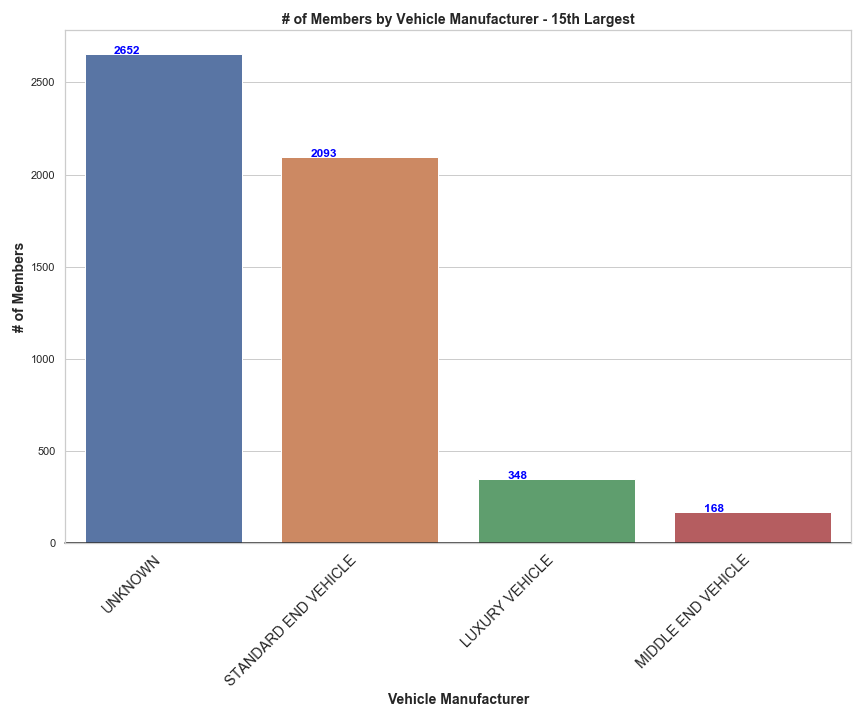 # of Members by Vehicle Manufacturer - 15th Largest
2652
2093
348
168
2500
2000
1500
1000
500
0
# of Members
UNKNOWN
STANDARD END VEHICLE
LUXURY VEHICLE
MIDDLE END VEHICLE
Vehicle Manufacturer